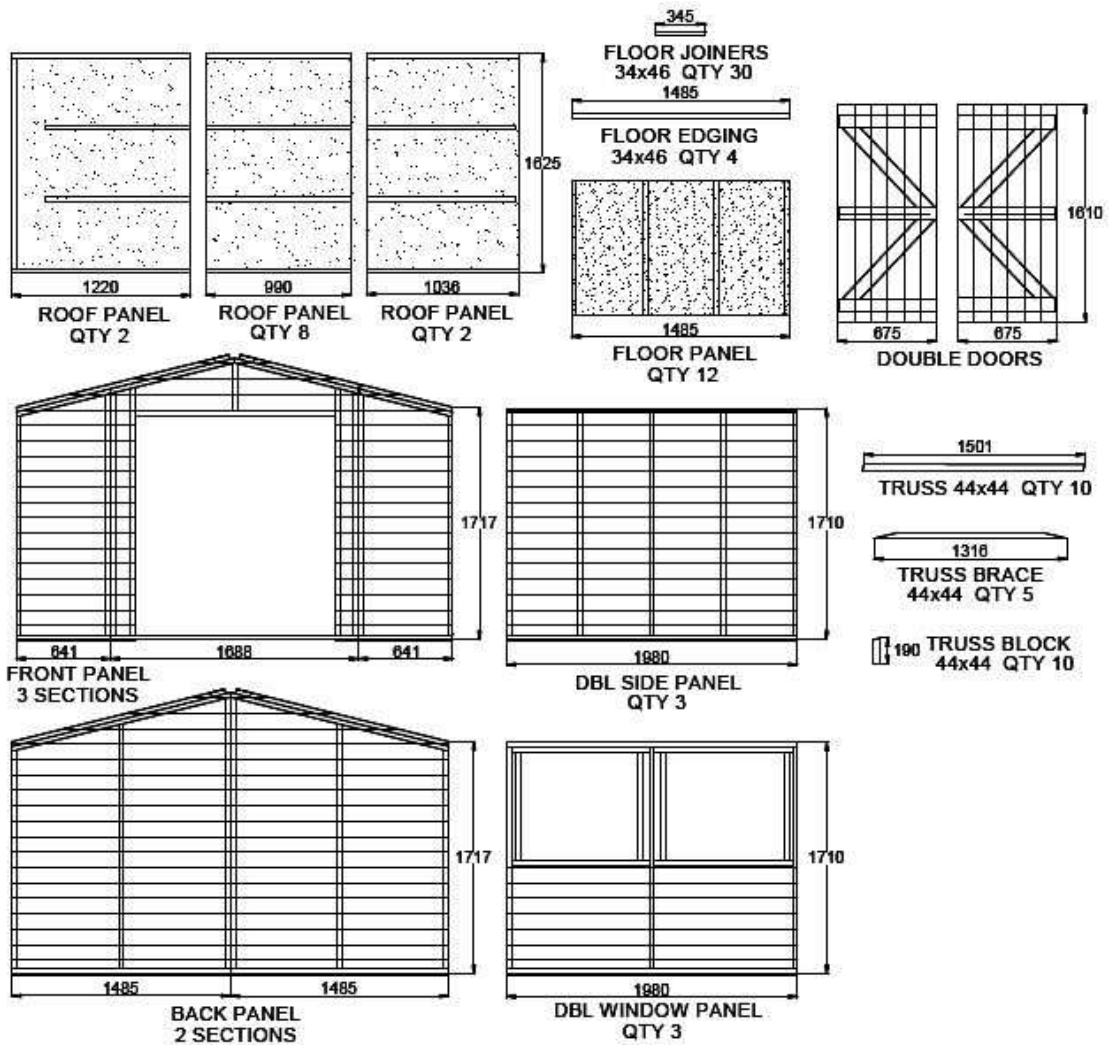 345
FLOOR JOINERS
34x46 QTY 30
1485
FLOOR EDGING
34x46 QTY 4
1625
1220
990
1036
ROOF PANEL
QTY 2
ROOF PANEL
QTY 8
ROOF PANEL
QTY 2
1485
FLOOR PANEL
QTY 12
1610
675
675
DOUBLE DOORS
1717
641
1688
641
FRONT PANEL
3 SECTIONS
1710
1980
DBL SIDE PANEL
QTY 3
1501
TRUSS 44x44 QTY 10
1316
TRUSS BRACE
44x44 QTY 5
190 TRUSS BLOCK
44x44 QTY 10
1717
1485
1485
BACK PANEL
2 SECTIONS
1710
1980
DBL WINDOW PANEL
QTY 3